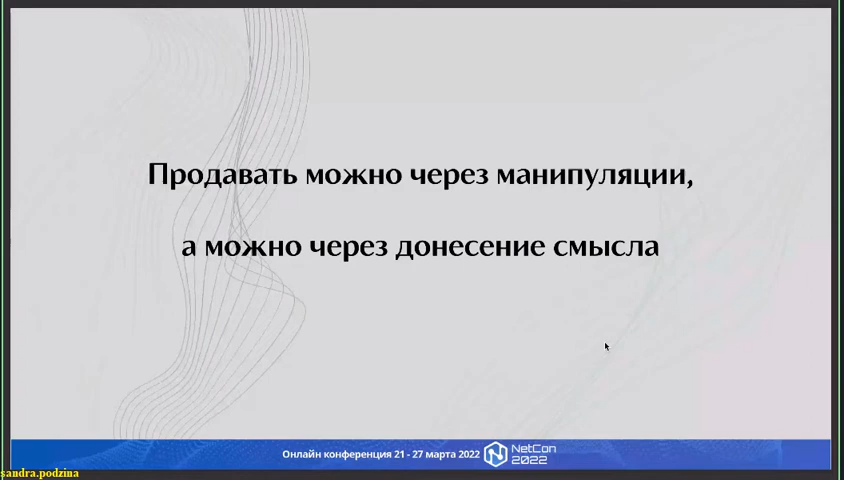 Продавать можно через манипуляции,
а можно через донесение смысла
Онлайн конференция 21 - 27 марта 2022
NetCon
2022
sandra.podzina